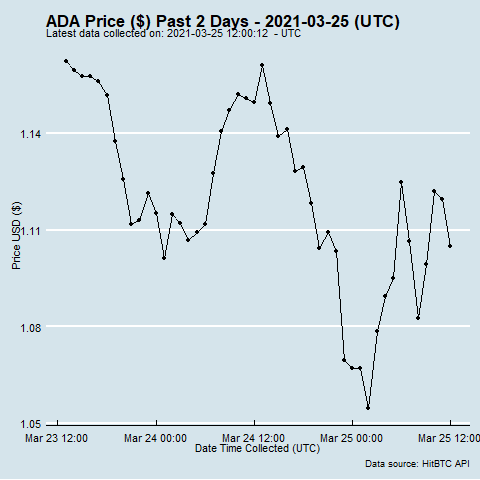 ADA Price ($) Past 2 Days - 2021-03-25 (UTC)
Latest data collected on: 2021-03-25 12:00:12 - UTC
1.14
1.11
1.08
1.05
Price USD ($)
Mar 23 12:00 Mar 24 00:00 Mar 24 12:00 Mar 25 00:00 Mar 25 12:00
Date Time Collected (UTC)
Data source: HitBTC API